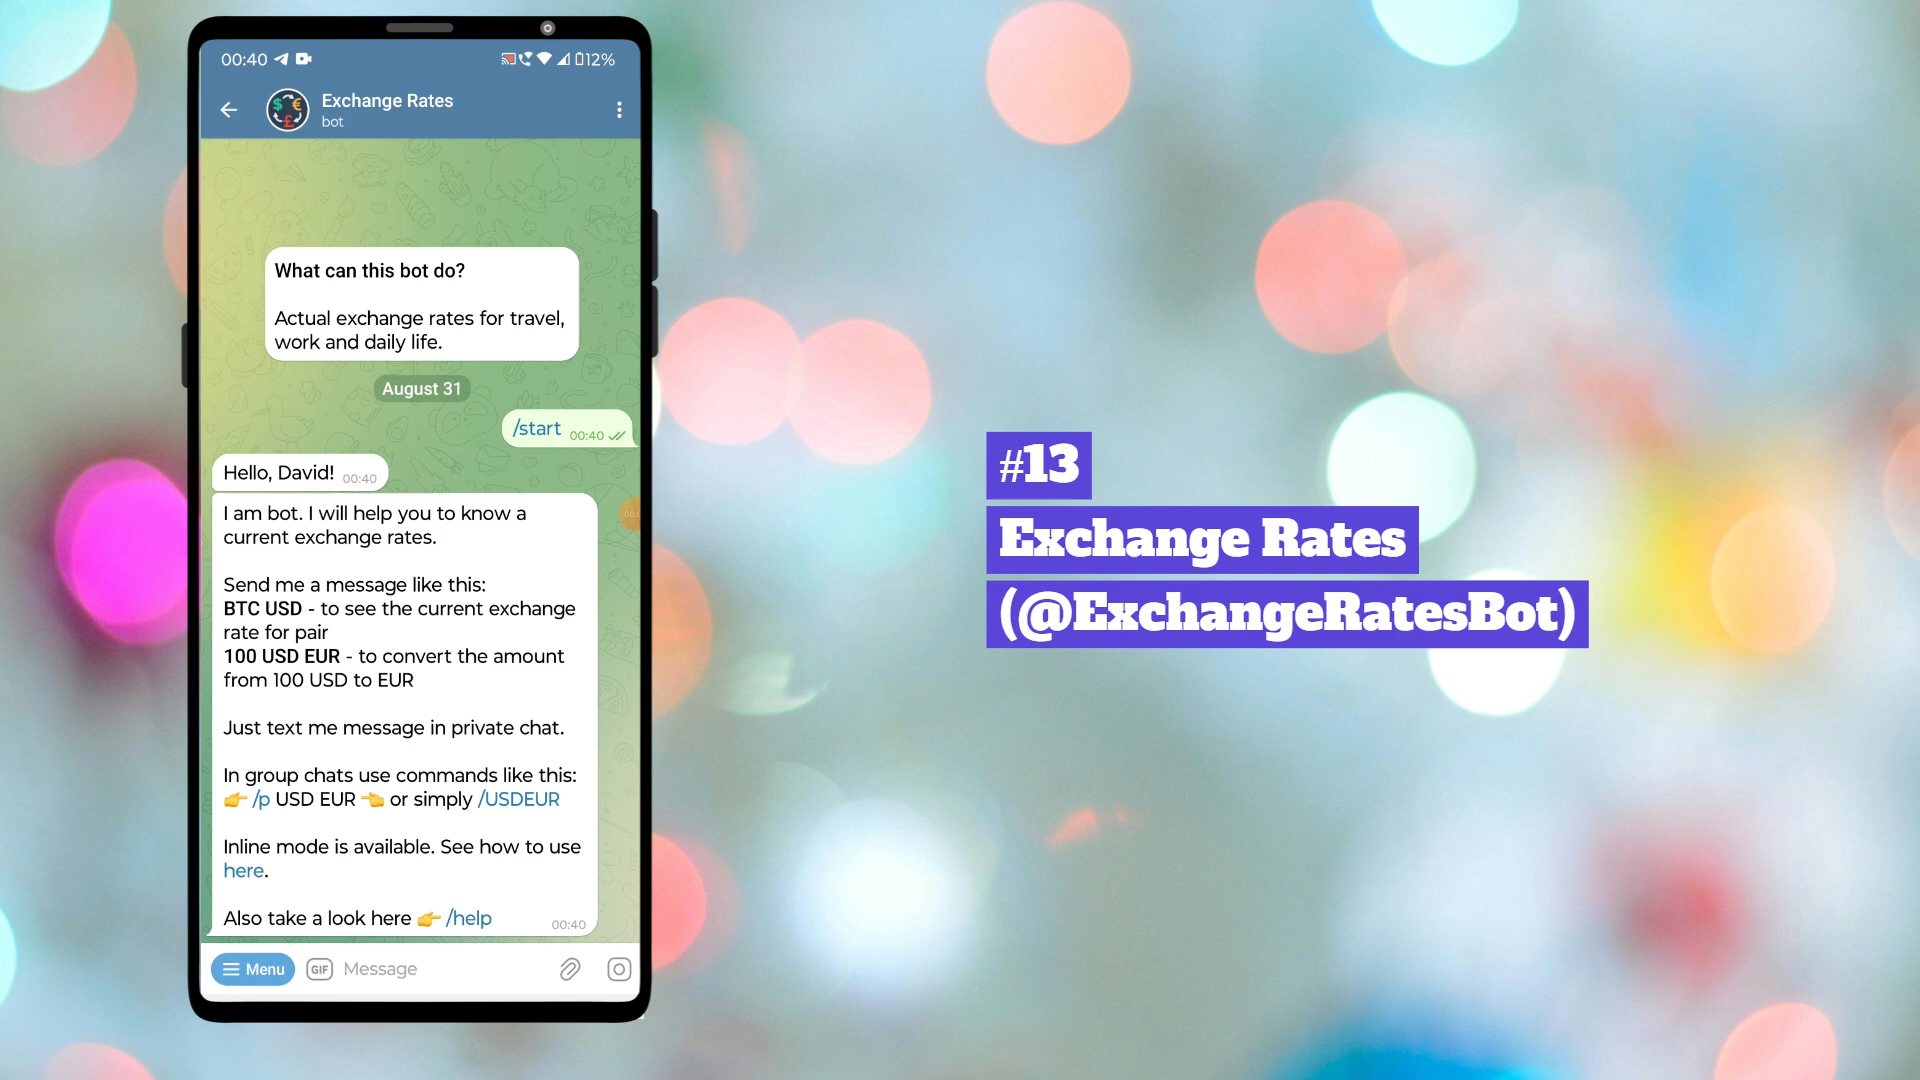 00:40
12%
Exchange Rates
bot
What can this bot do?
Actual exchange rates for travel,
work and daily life.
August 31
/start 00:40
Hello, David! 00:40
I am bot. I will help you to know a
current exchange rates.
Send me a message like this:
BTC USD - to see the current exchange
rate for pair
100 USD EUR - to convert the amount
from 100 USD to EUR
Just text me message in private chat.
In group chats use commands like this:
👉 /p USD EUR 👈 or simply /USDEUR
Inline mode is available. See how to use
here.
Also take a look here 👉 /help 00:40
Menu GIF Message
#13
Exchange Rates
(@ExchangeRatesBot)